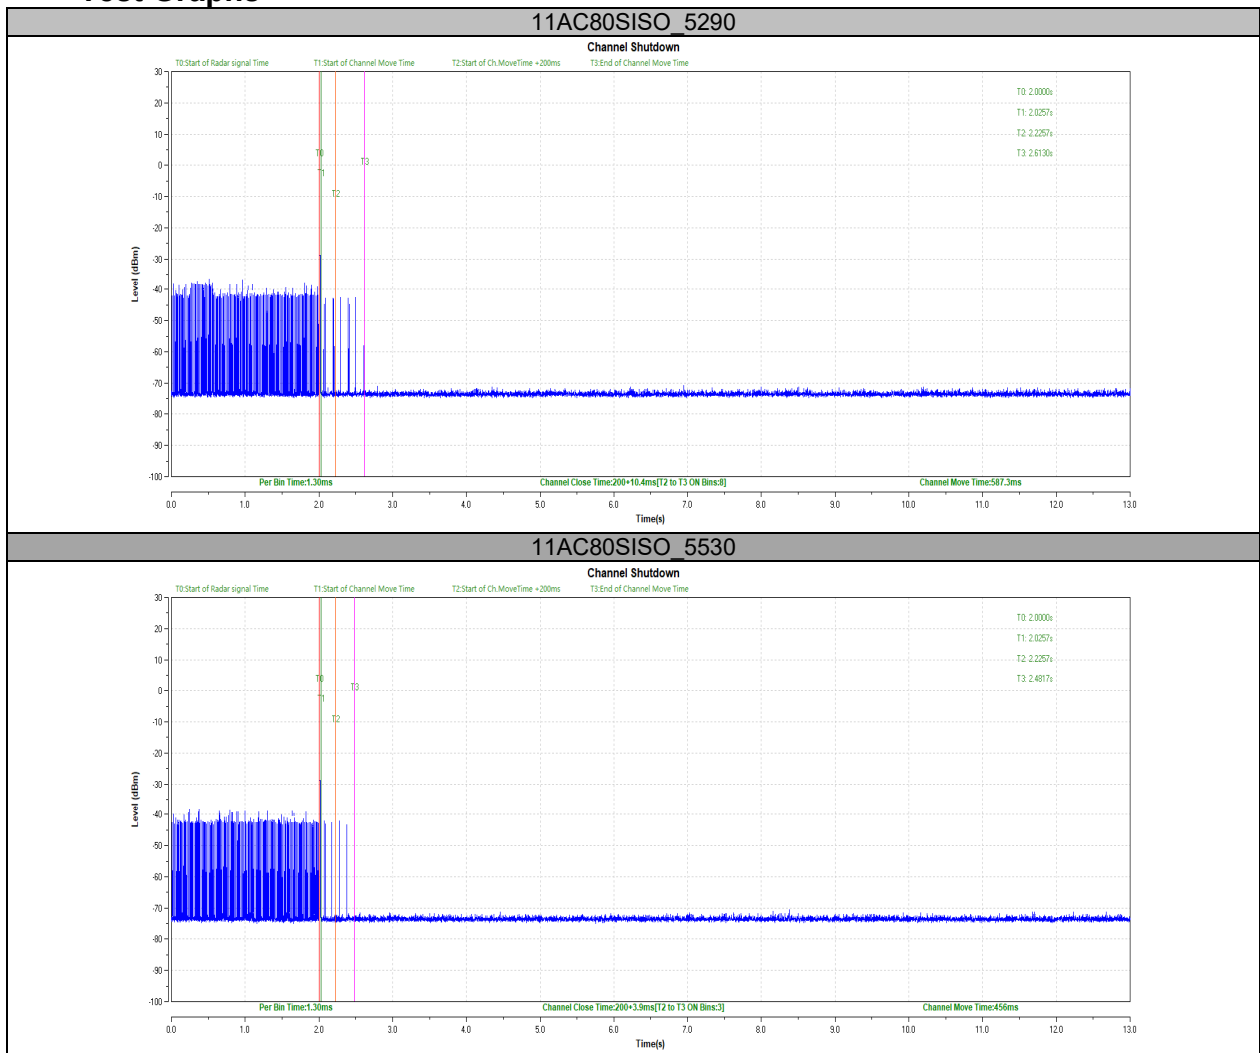 Test Graphs
11AC80SISO_5290
Channel Shutdown
T0:Start of Radar signal Time T1:Start of Channel Move Time T2:Start of Ch.MoveTime +200ms T3:End of Channel Move Time
30
20
10
0
-10
-20
-30
-40
-50
-60
-70
-80
-90
-100
Level (dBm)
T0: 2.0000s
T1: 2.0257s
T2: 2.2257s
T3: 2.6130s
T0
T1
T2
T3
Per Bin Time:1.30ms Channel Close Time:200+10.4ms[T2 to T3 ON Bins:8] Channel Move Time:587.3ms
0.0 1.0 2.0 3.0 4.0 5.0 6.0 7.0 8.0 9.0 10.0 11.0 12.0 13.0
Time(s)
11AC80SISO_5530
Channel Shutdown
T0:Start of Radar signal Time T1:Start of Channel Move Time T2:Start of Ch.MoveTime +200ms T3:End of Channel Move Time
30
20
10
0
-10
-20
-30
-40
-50
-60
-70
-80
-90
-100
Level (dBm)
T0: 2.0000s
T1: 2.0257s
T2: 2.2257s
T3: 2.4817s
T0
T1
T2
T3
Per Bin Time:1.30ms Channel Close Time:200+3.9ms[T2 to T3 ON Bins:3] Channel Move Time:456ms
0.0 1.0 2.0 3.0 4.0 5.0 6.0 7.0 8.0 9.0 10.0 11.0 12.0 13.0
Time(s)